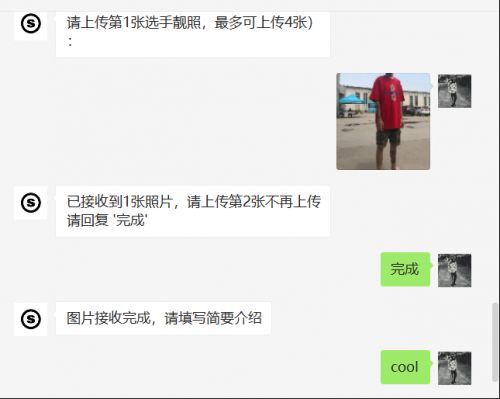 请上传第1张选手靓照，最多可上传4张）
：
已接收到1张照片，请上传第2张不再上传
请回复 '完成'
完成
图片接收完成，请填写简要介绍
cool